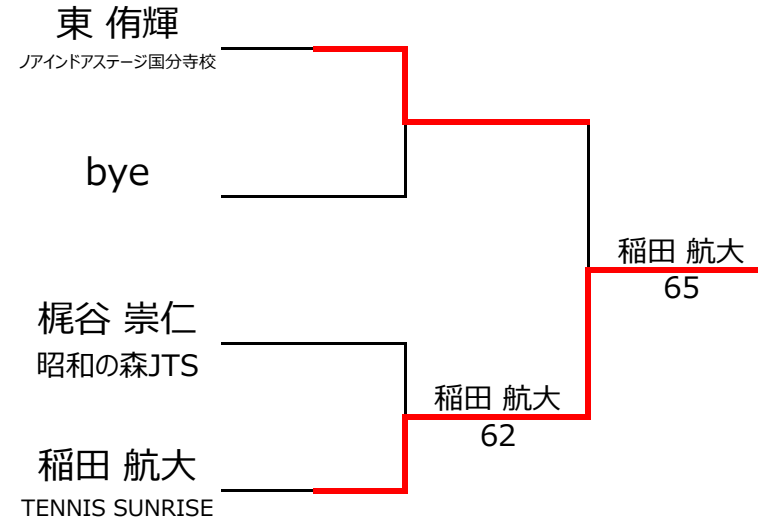 東 侑輝
ノアインドアステージ国分寺校
bye
稲田 航大
65
梶谷 崇仁
昭和の森JTS
稲田 航大
62
稲田 航大
TENNIS SUNRISE